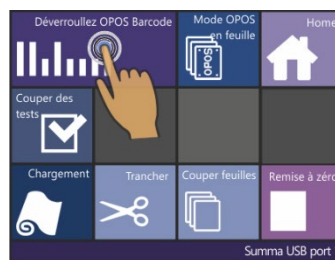 Déverroullez OPOS Barcode
Mode OPOS
en feuille
Home
OPOS
Couper des
tests
Chargement
Trancher
Couper feuilles
Remise à zéro
Summa USB port